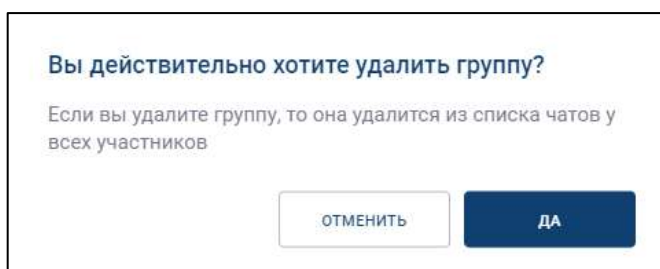 Вы действительно хотите удалить группу?
Если вы удалите группу, то она удалится из списка чатов у
всех участников
ОТМЕНИТЬ
ДА